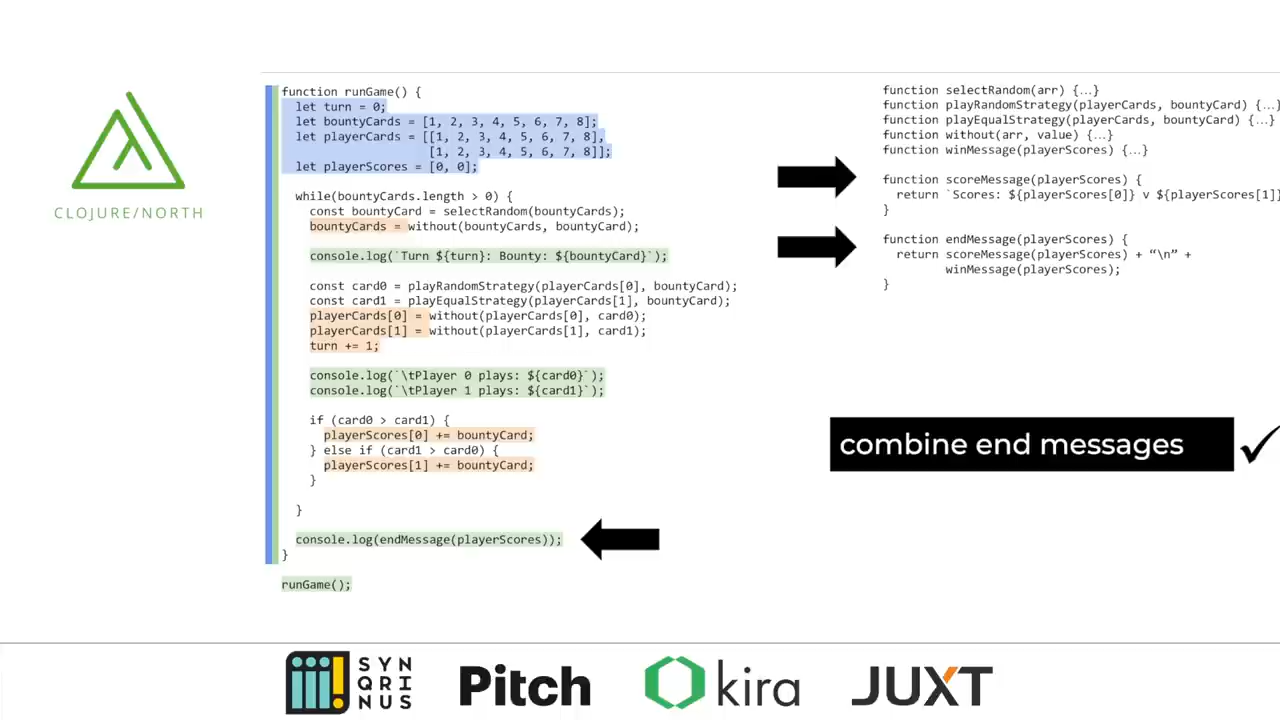 CLOJURE/NORTH
function runGame() {
let turn = 0;
let bountyCards = [1, 2, 3, 4, 5, 6, 7, 8];
let playerCards = [[1, 2, 3, 4, 5, 6, 7, 8],
[1, 2, 3, 4, 5, 6, 7, 8]];
let playerScores = [0, 0];
while(bountyCards.length > 0) {
const bountyCard = selectRandom(bountyCards);
bountyCards = without(bountyCards, bountyCard);
console.log(`Turn ${turn}: Bounty: ${bountyCard}`);
const card0 = playRandomStrategy(playerCards[0], bountyCard);
const card1 = playEqualStrategy(playerCards[1], bountyCard);
playerCards[0] = without(playerCards[0], card0);
playerCards[1] = without(playerCards[1], card1);
turn += 1;
console.log(`\tPlayer 0 plays: ${card0}`);
console.log(`\tPlayer 1 plays: ${card1}`);
if (card0 > card1) {
playerScores[0] += bountyCard;
} else if (card1 > card0) {
playerScores[1] += bountyCard;
}
}
console.log(endMessage(playerScores));
}
runGame();
function selectRandom(arr) {…}
function playRandomStrategy(playerCards, bountyCard) {…}
function playEqualStrategy(playerCards, bountyCard) {…}
function without(arr, value) {…}
function winMessage(playerScores) {…}
function scoreMessage(playerScores) {
return `Scores: ${playerScores[0]} v ${playerScores[1]}
}
function endMessage(playerScores) {
return scoreMessage(playerScores) + “\n” +
winMessage(playerScores);
}
combine end messages
SYN
QRI
NUS
Pitch
kira
JUXT